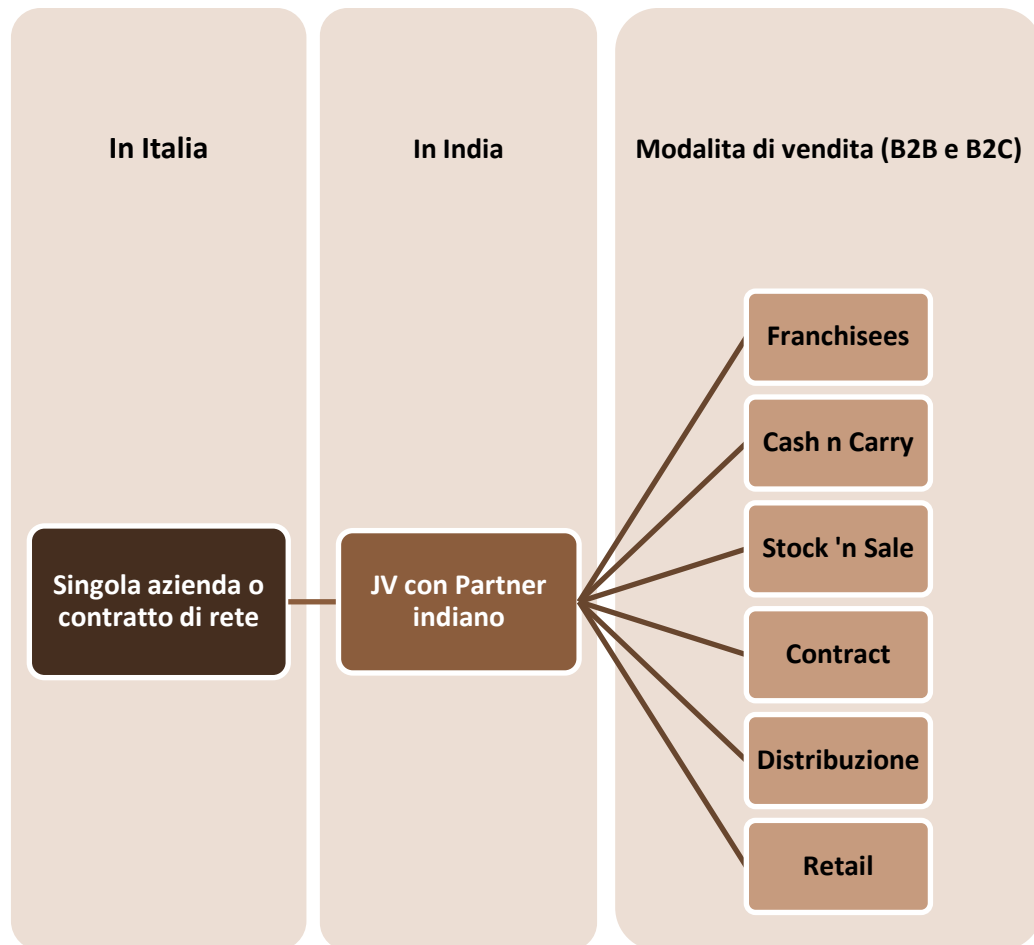 In Italia
In India
Modalita di vendita (B2B e B2C)
Singola azienda o
contratto di rete
JV con Partner
indiano
Franchisees
Cash n Carry
Stock 'n Sale
Contract
Distribuzione
Retail